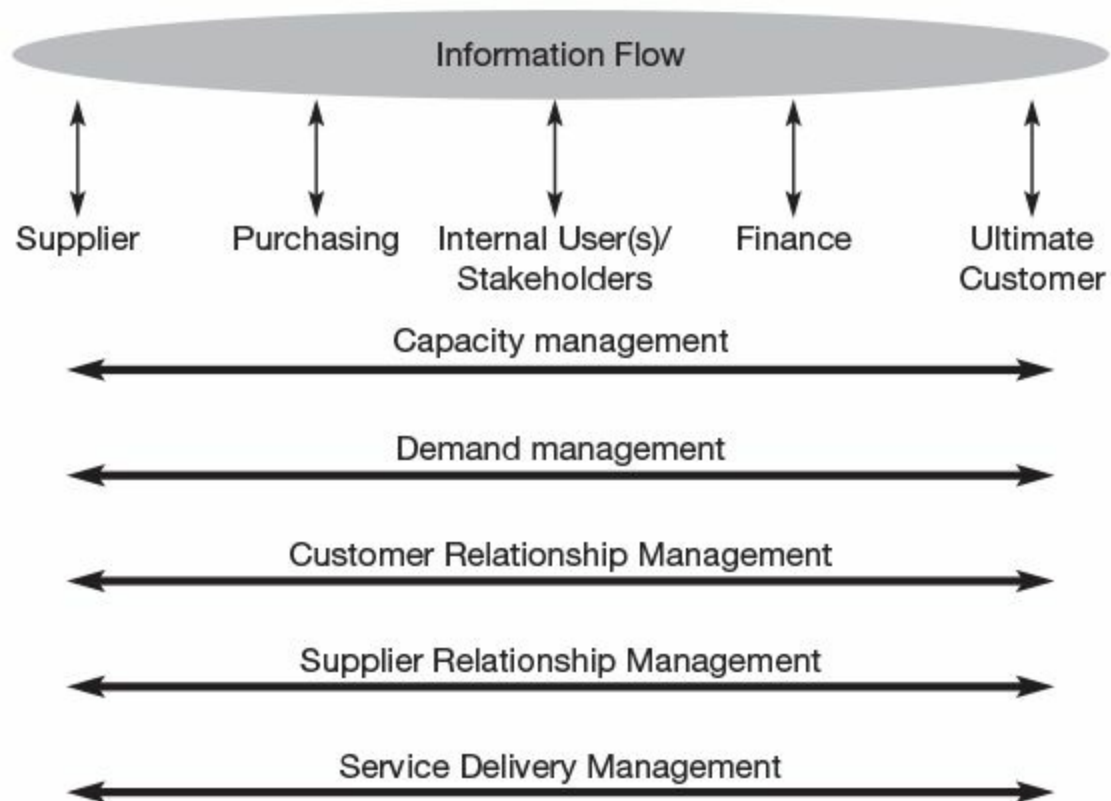 Information Flow
Supplier
Purchasing
Internal User(s)/
Stakeholders
Finance
Ultimate
Customer
Capacity management
Demand management
Customer Relationship Management
Supplier Relationship Management
Service Delivery Management